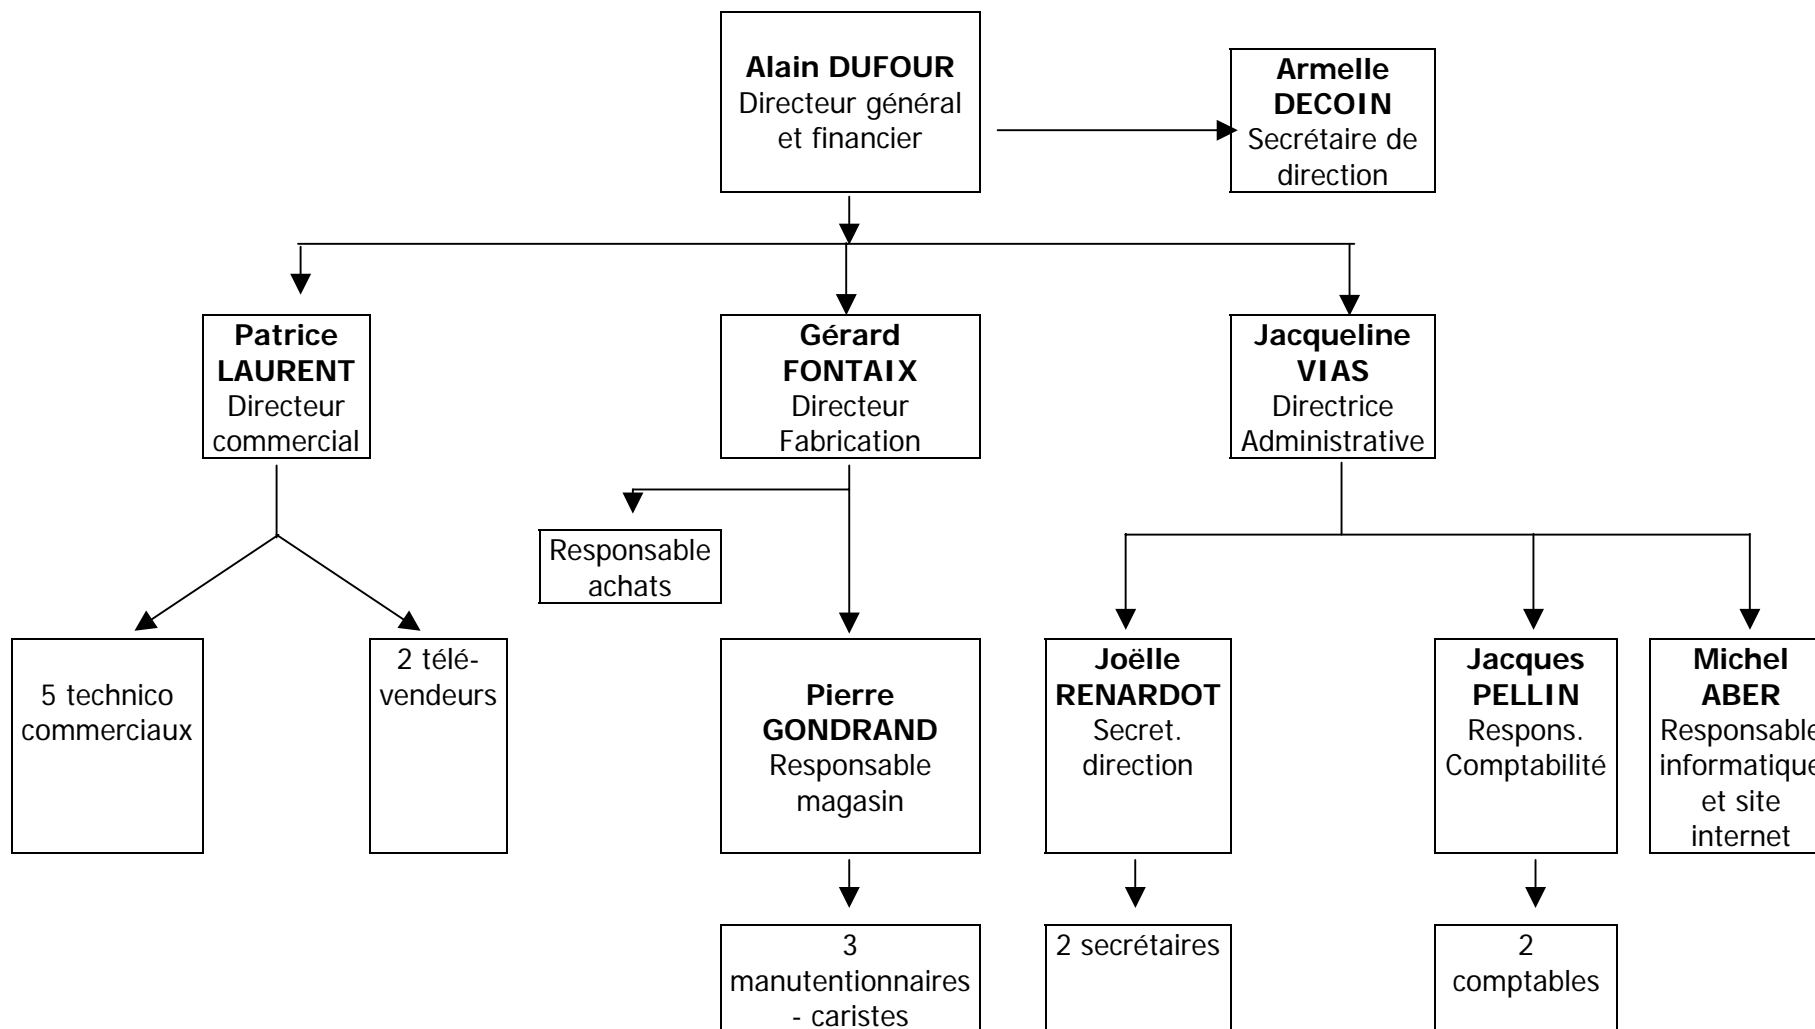 Alain DUFOUR
Directeur général
et financier
Armelle
DECOIN
Secrétaire de
direction
Patrice
LAURENT
Directeur
commercial
Gérard
FONTAIX
Directeur
Fabrication
Jacqueline
VIAS
Directrice
Administrative
Responsable
achats
5 technico
commerciaux
2 télé-
vendeurs
Pierre
GONDRAND
Responsable
magasin
Joëlle
RENARDOT
Secret.
direction
Jacques
PELLIN
Respons.
Comptabilité
Michel
ABER
Responsable
informatique
et site
internet
3
manutentionnaires
- caristes
2 secrétaires
2
comptables